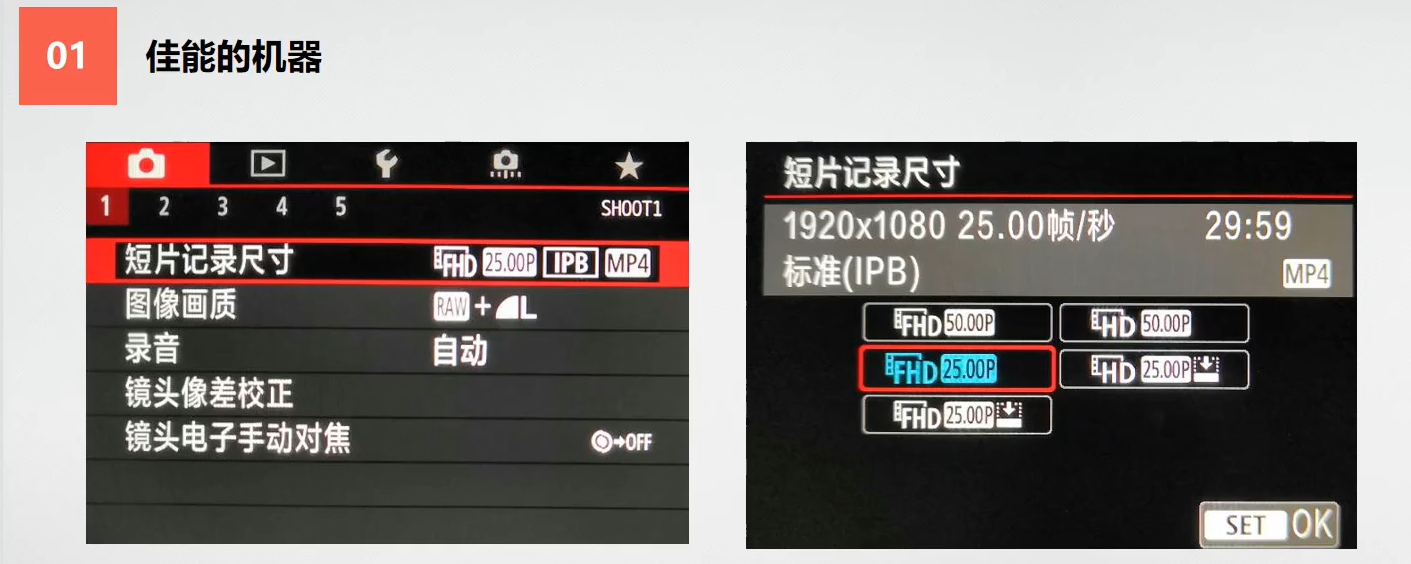 01 佳能的机器
1 2 3 4 5 SHOOT1
短片记录尺寸 FHD 25.00P IPB MP4
图像画质 RAW+L
录音 自动
镜头像差校正
镜头电子手动对焦 →OFF
短片记录尺寸
1920x1080 25.00帧/秒 29:59
标准(IPB) MP4
FHD 50.00P HD 50.00P
FHD 25.00P HD 25.00P
FHD 25.00P
SET OK